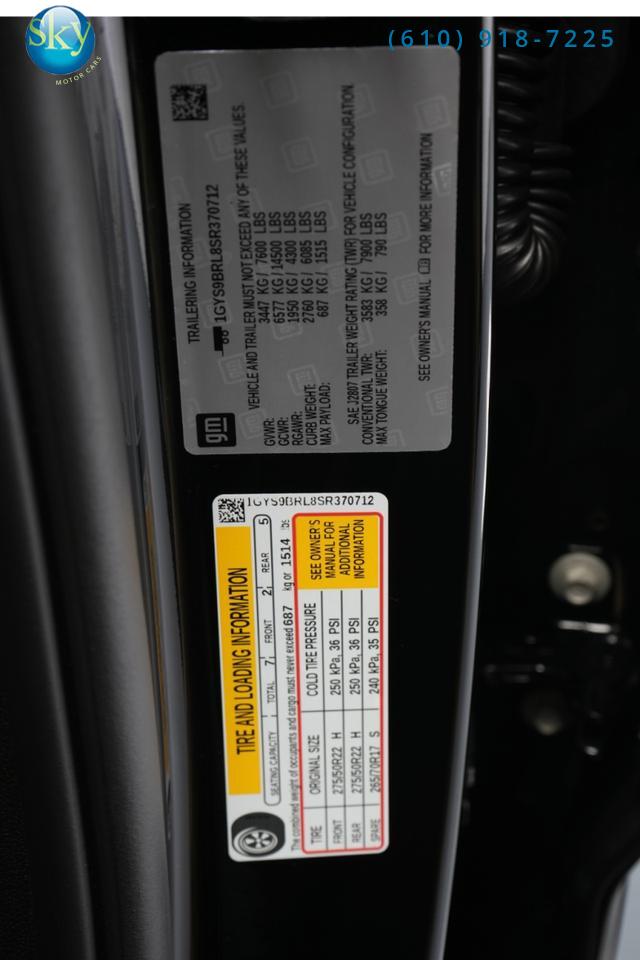 Sky
MOTOR CARS
(610) 918-7225
TRAILERING INFORMATION
1GYS9BRL8SR370712
VEHICLE AND TRAILER MUST NOT EXCEED ANY OF THESE VALUES.
GVWR: 3447 KG / 7600 LBS
GCWR: 6577 KG / 14500 LBS
RGAWR: 1950 KG / 4300 LBS
CURB WEIGHT: 2760 KG / 6085 LBS
MAX PAYLOAD: 687 KG / 1515 LBS
SAE J2807 TRAILER WEIGHT RATING (TWR) FOR VEHICLE CONFIGURATION.
CONVENTIONAL TWR: 3583 KG / 7900 LBS
MAX TONGUE WEIGHT: 358 KG / 790 LBS
SEE OWNER'S MANUAL FOR MORE INFORMATION
gm
1GYS9BRL8SR370712
TIRE AND LOADING INFORMATION
SEATING CAPACITY TOTAL 7 FRONT 2 REAR 5
The combined weight of occupants and cargo must never exceed 687 kg or 1514 lbs
TIRE ORIGINAL SIZE COLD TIRE PRESSURE
FRONT 275/50R22 H 250 kPa, 36 PSI
REAR 275/50R22 H 250 kPa, 36 PSI
SPARE 265/70R17 S 240 kPa, 35 PSI
SEE OWNER'S
MANUAL FOR
ADDITIONAL
INFORMATION